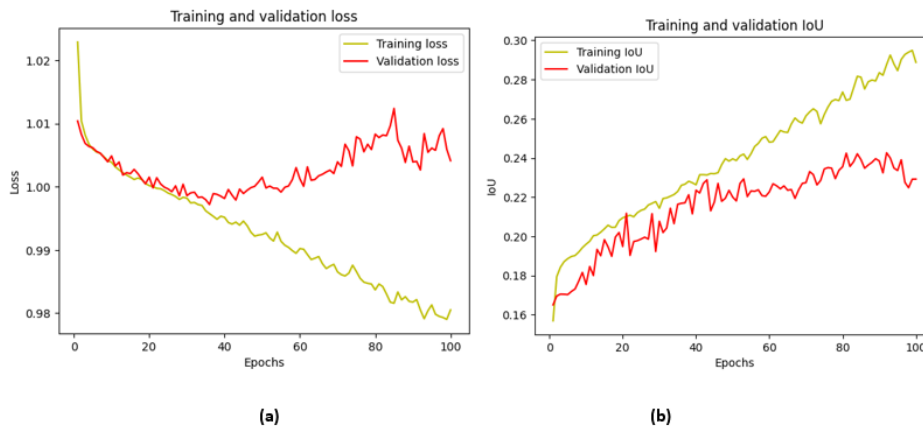 Training and validation loss
Training loss
Validation loss
1.02
1.01
1.00
0.99
0.98
Loss
0
20
40
60
80
100
Epochs
(a)
Training and validation IoU
Training IoU
Validation IoU
0.30
0.28
0.26
0.24
0.22
0.20
0.18
0.16
IoU
0
20
40
60
80
100
Epochs
(b)